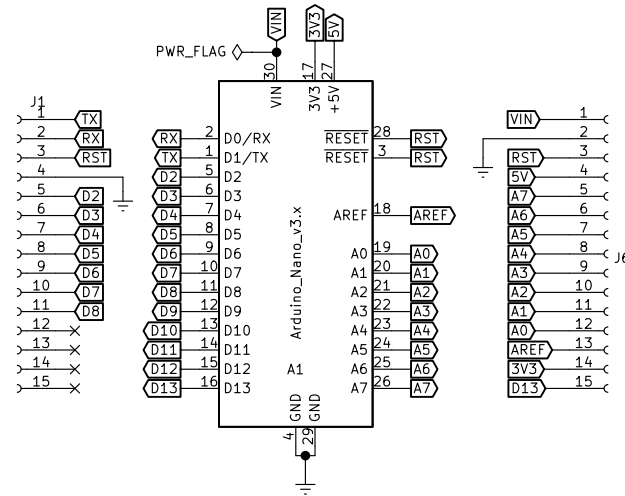 VIN
3V3
5V
PWR_FLAG
30
17
27
VIN
3V3
+5V
J1
1 TX
2 RX
3 RST
4
5 D2
6 D3
7 D4
8 D5
9 D6
10 D7
11 D8
12
13
14
15
RX 2 D0/RX
TX 1 D1/TX
D2 5 D2
D3 6 D3
D4 7 D4
D5 8 D5
D6 9 D6
D7 10 D7
D8 11 D8
D9 12 D9
D10 13 D10
D11 14 D11
D12 15 D12
D13 16 D13
Arduino_Nano_v3.x
A1
RESET 28 RST
RESET 3 RST
AREF 18 AREF
A0 19 A0
A1 20 A1
A2 21 A2
A3 22 A3
A4 23 A4
A5 24 A5
A6 25 A6
A7 26 A7
GND
GND
4
29
VIN 1
2
RST 3
5V 4
A7 5
A6 6
A5 7
A4 8
A3 9
A2 10
A1 11
A0 12
AREF 13
3V3 14
D13 15
J6